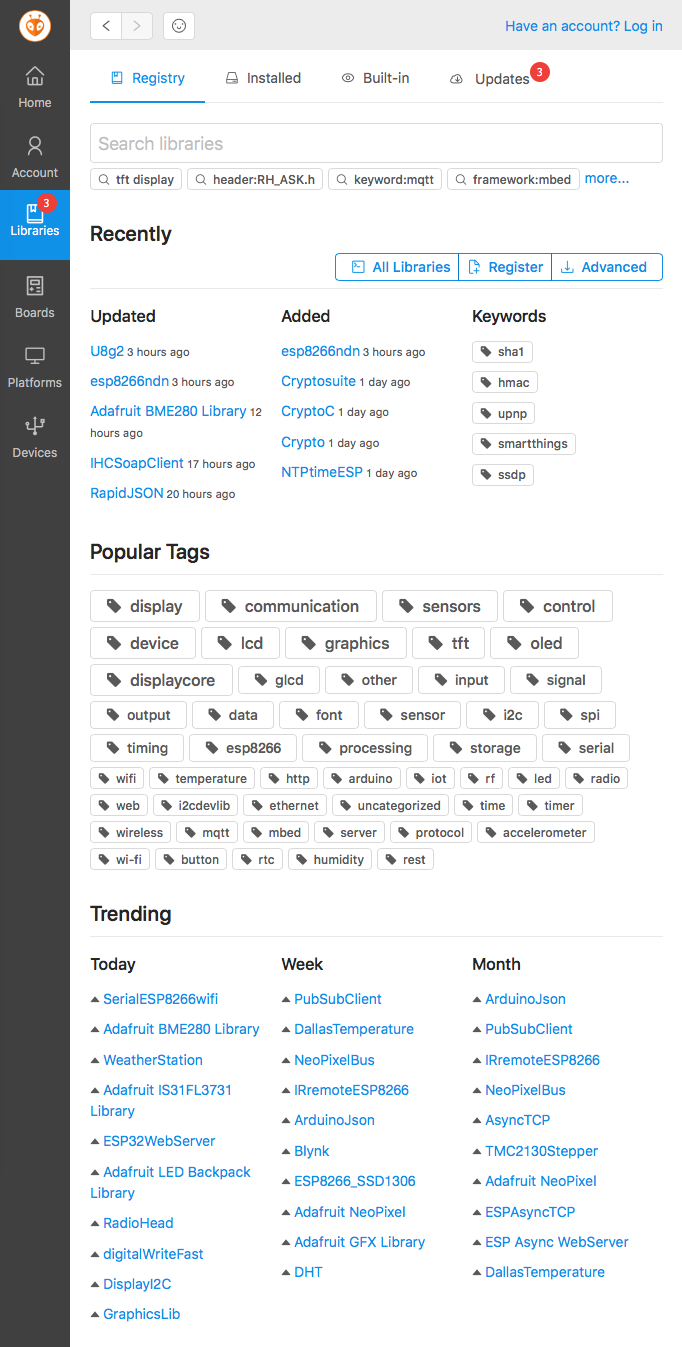 Have an account? Log in
Home
Account
3
Libraries
Boards
Platforms
Devices
Registry Installed Built-in Updates 3
Search libraries
tft display header:RH_ASK.h keyword:mqtt framework:mbed more...
Recently
All Libraries Register Advanced
Updated
U8g2 3 hours ago
esp8266ndn 3 hours ago
Adafruit BME280 Library 12
hours ago
IHCSoapClient 17 hours ago
RapidJSON 20 hours ago
Added
esp8266ndn 3 hours ago
Cryptosuite 1 day ago
CryptoC 1 day ago
Crypto 1 day ago
NTPtimeESP 1 day ago
Keywords
sha1
hmac
upnp
smartthings
ssdp
Popular Tags
display communication sensors control
device lcd graphics tft oled
displaycore glcd other input signal
output data font sensor i2c spi
timing esp8266 processing storage serial
wifi temperature http arduino iot rf led radio
web i2cdevlib ethernet uncategorized time timer
wireless mqtt mbed server protocol accelerometer
wi-fi button rtc humidity rest
Trending
Today
SerialESP8266wifi
Adafruit BME280 Library
WeatherStation
Adafruit IS31FL3731
Library
ESP32WebServer
Adafruit LED Backpack
Library
RadioHead
digitalWriteFast
DisplayI2C
GraphicsLib
Week
PubSubClient
DallasTemperature
NeoPixelBus
IRremoteESP8266
ArduinoJson
Blynk
ESP8266_SSD1306
Adafruit NeoPixel
Adafruit GFX Library
DHT
Month
ArduinoJson
PubSubClient
IRremoteESP8266
NeoPixelBus
AsyncTCP
TMC2130Stepper
Adafruit NeoPixel
ESPAsyncTCP
ESP Async WebServer
DallasTemperature